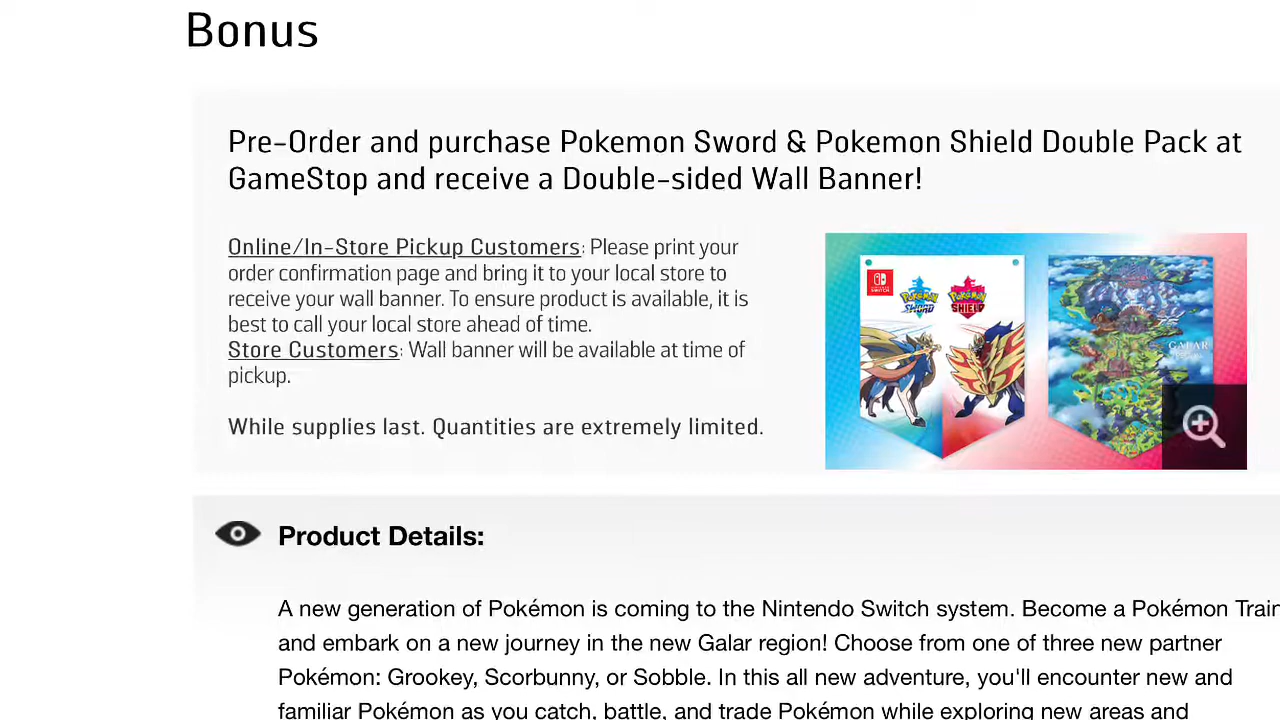 Bonus
Pre-Order and purchase Pokemon Sword & Pokemon Shield Double Pack at
GameStop and receive a Double-sided Wall Banner!
Online/In-Store Pickup Customers: Please print your
order confirmation page and bring it to your local store to
receive your wall banner. To ensure product is available, it is
best to call your local store ahead of time.
Store Customers: Wall banner will be available at time of
pickup.
While supplies last. Quantities are extremely limited.
POKéMON SWORD
POKéMON SHIELD
GALAR
Product Details:
A new generation of Pokémon is coming to the Nintendo Switch system. Become a Pokémon Train
and embark on a new journey in the new Galar region! Choose from one of three new partner
Pokémon: Grookey, Scorbunny, or Sobble. In this all new adventure, you'll encounter new and
familiar Pokémon as you catch, battle, and trade Pokémon while exploring new areas and